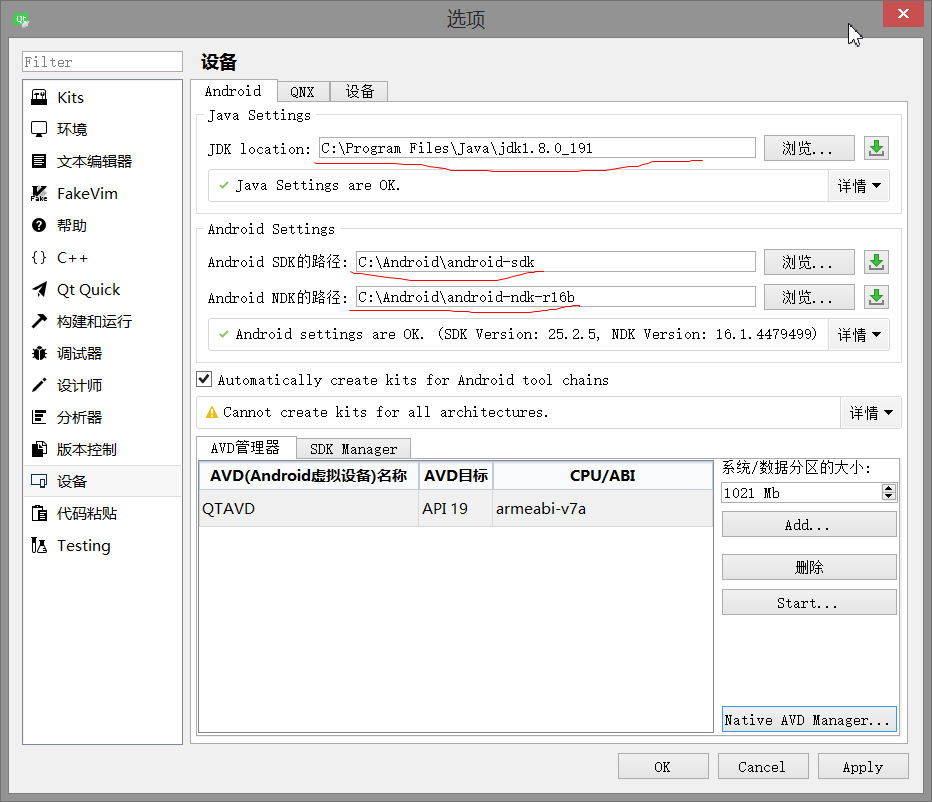 选项
Filter
Kits
环境
文本编辑器
FakeVim
帮助
C++
Qt Quick
构建和运行
调试器
设计师
分析器
版本控制
设备
代码粘贴
Testing
设备
Android QNX 设备
Java Settings
JDK location: C:\Program Files\Java\jdk1.8.0_191 浏览...
Java Settings are OK. 详情
Android Settings
Android SDK的路径: C:\Android\android-sdk 浏览...
Android NDK的路径: C:\Android\android-ndk-r16b 浏览...
Android settings are OK. (SDK Version: 25.2.5, NDK Version: 16.1.4479499) 详情
Automatically create kits for Android tool chains
Cannot create kits for all architectures. 详情
AVD管理器 SDK Manager
AVD(Android虚拟设备)名称 AVD目标 CPU/ABI
QTAVD API 19 armeabi-v7a
系统/数据分区的大小:
1021 Mb
Add...
删除
Start...
Native AVD Manager...
OK Cancel Apply